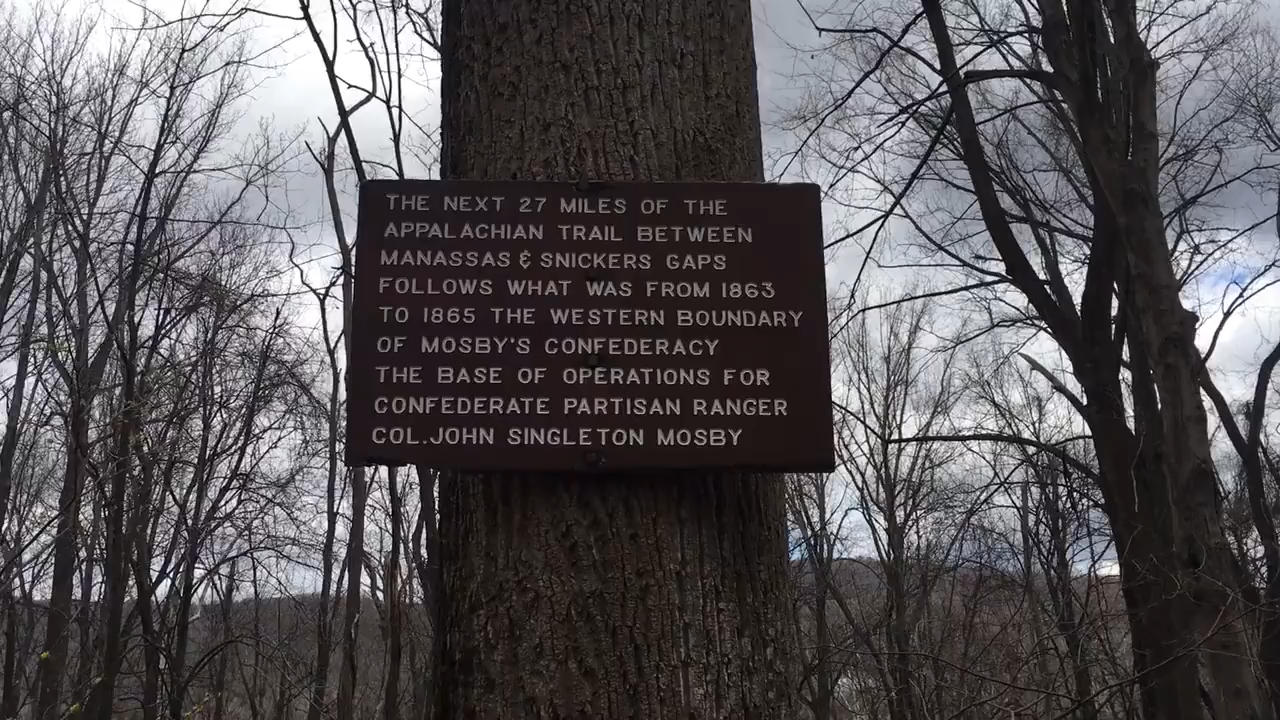 THE NEXT 27 MILES OF THE
APPALACHIAN TRAIL BETWEEN
MANASSAS & SNICKERS GAPS
FOLLOWS WHAT WAS FROM 1863
TO 1865 THE WESTERN BOUNDARY
OF MOSBY'S CONFEDERACY
THE BASE OF OPERATIONS FOR
CONFEDERATE PARTISAN RANGER
COL.JOHN SINGLETON MOSBY